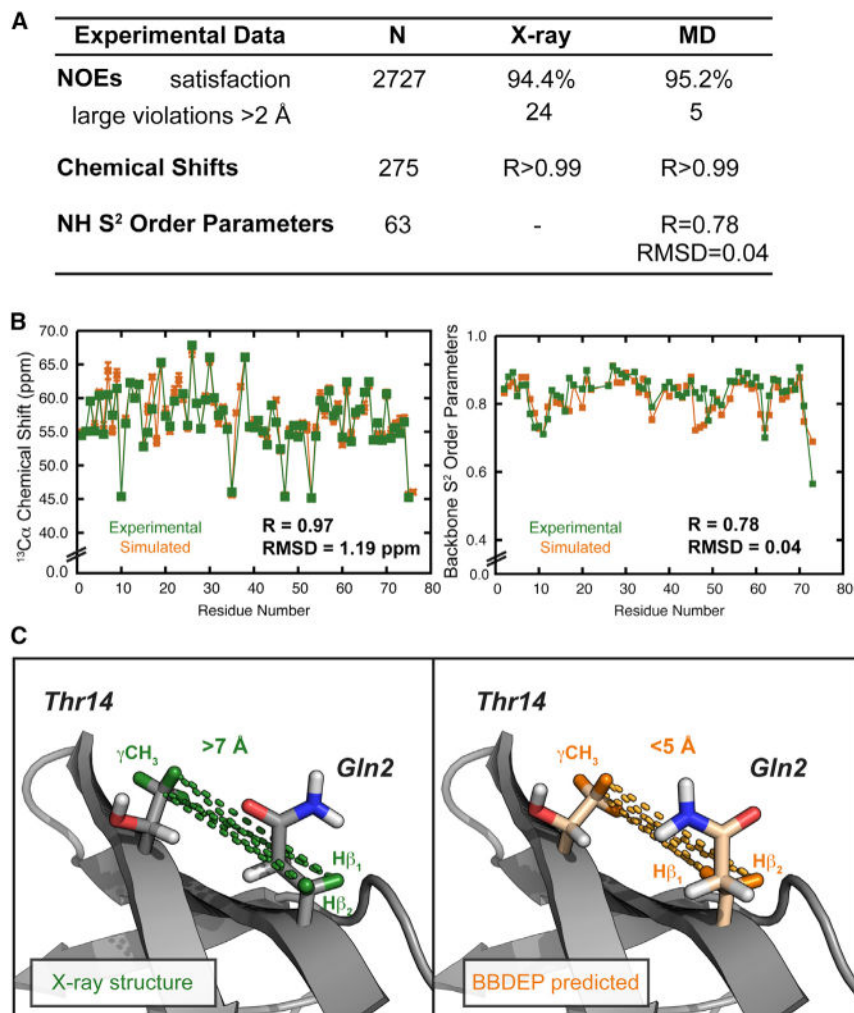 A
Experimental Data N X-ray MD
NOEs satisfaction 2727 94.4% 95.2%
large violations >2 Å 24 5
Chemical Shifts 275 R>0.99 R>0.99
NH S² Order Parameters 63 - R=0.78
RMSD=0.04
B
70.0
65.0
60.0
55.0
50.0
45.0
40.0
0.0
¹³Cα Chemical Shift (ppm)
Experimental
Simulated
R = 0.97
RMSD = 1.19 ppm
0 10 20 30 40 50 60 70 80
Residue Number
1.0
0.8
0.6
0.4
0.0
Backbone S² Order Parameters
Experimental
Simulated
R = 0.78
RMSD = 0.04
0 10 20 30 40 50 60 70 80
Residue Number
C
Thr14
γCH₃
>7 Å
Gln2
Hβ₁
Hβ₂
X-ray structure
Thr14
γCH₃
<5 Å
Gln2
Hβ₁
Hβ₂
BBDEP predicted